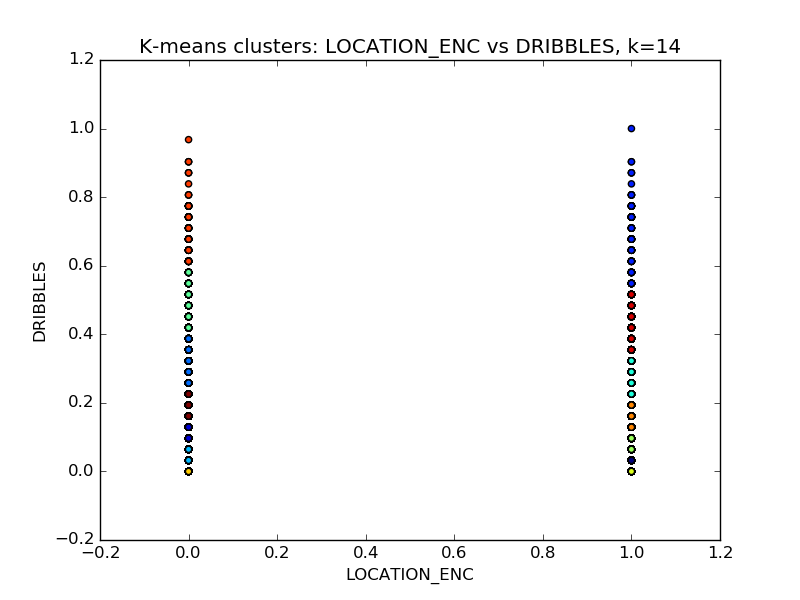 K-means clusters: LOCATION_ENC vs DRIBBLES, k=14
1.2
1.0
0.8
0.6
0.4
0.2
0.0
−0.2
DRIBBLES
−0.2 0.0 0.2 0.4 0.6 0.8 1.0 1.2
LOCATION_ENC